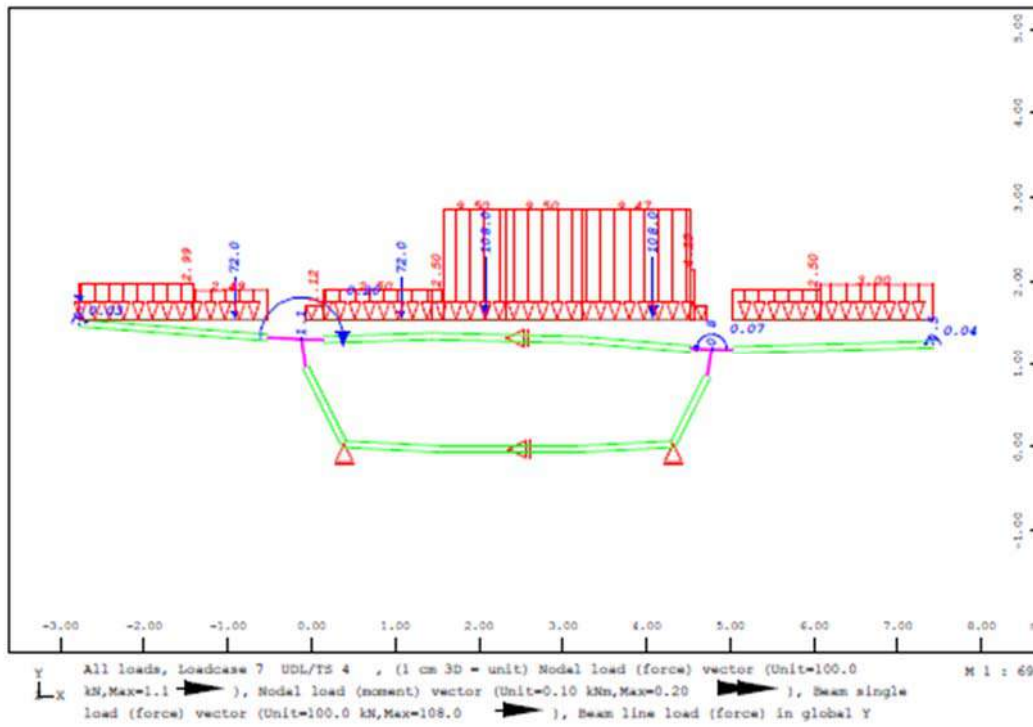 5.00
4.00
3.00
9.50 9.50 9.47
2.99 72.0 72.0 2.50 108.0 108.0 2.50
2.00
0.03 0.07 0.04
1.00
0.00
-1.00
-3.00 -2.00 -1.00 0.00 1.00 2.00 3.00 4.00 5.00 6.00 7.00 8.00
Y All loads, Loadcase 7 UDL/TS 4 , (1 cm 3D = unit) Nodal load (force) vector (Unit=100.0 M 1 : 69
X kN,Max=1.1 ), Nodal load (moment) vector (Unit=0.10 kNm,Max=0.20 ), Beam single
load (force) vector (Unit=100.0 kN,Max=108.0 ), Beam line load (force) in global Y